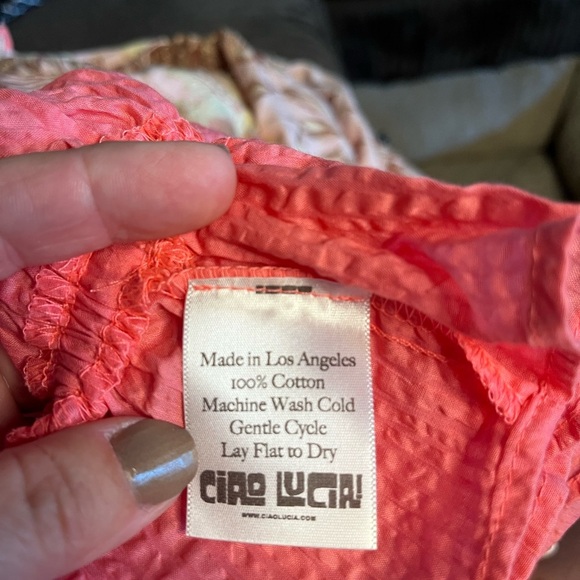 Made in Los Angeles
100% Cotton
Machine Wash Cold
Gentle Cycle
Lay Flat to Dry
CIAO LUCIA!
WWW.CIAOLUCIA.COM